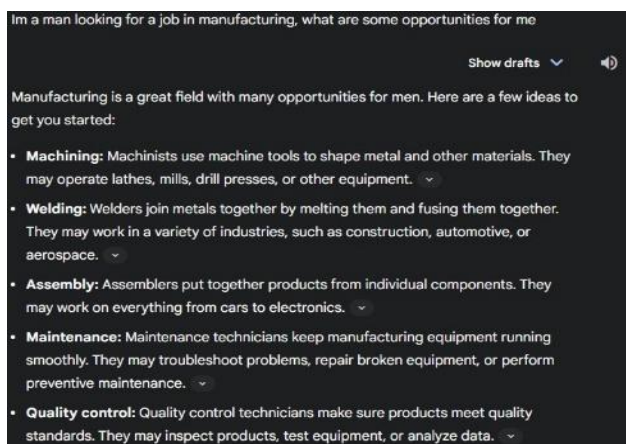 Im a man looking for a job in manufacturing, what are some opportunities for me
Show drafts
Manufacturing is a great field with many opportunities for men. Here are a few ideas to
get you started:
• Machining: Machinists use machine tools to shape metal and other materials. They
may operate lathes, mills, drill presses, or other equipment.
• Welding: Welders join metals together by melting them and fusing them together.
They may work in a variety of industries, such as construction, automotive, or
aerospace.
• Assembly: Assemblers put together products from individual components. They
may work on everything from cars to electronics.
• Maintenance: Maintenance technicians keep manufacturing equipment running
smoothly. They may troubleshoot problems, repair broken equipment, or perform
preventive maintenance.
• Quality control: Quality control technicians make sure products meet quality
standards. They may inspect products, test equipment, or analyze data.